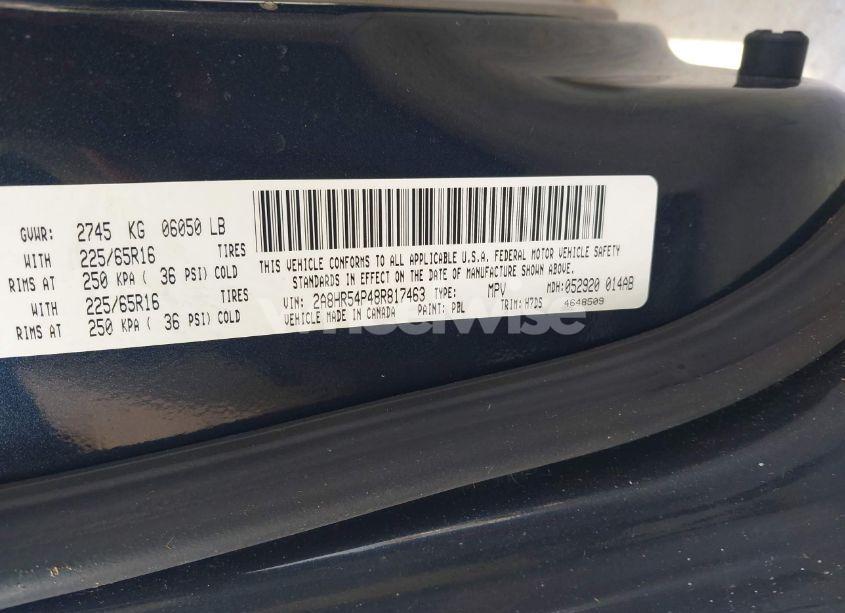 GVWR: 2745 KG 06050 LB
WITH 225/65R16 TIRES
RIMS AT 250 KPA ( 36 PSI) COLD
WITH 225/65R16 TIRES
RIMS AT 250 KPA ( 36 PSI) COLD
THIS VEHICLE CONFORMS TO ALL APPLICABLE U.S.A. FEDERAL MOTOR VEHICLE SAFETY
STANDARDS IN EFFECT ON THE DATE OF MANUFACTURE SHOWN ABOVE.
VIN: 2A8HR54P48R817463 TYPE: MPV MDH: 052920 014AB
VEHICLE MADE IN CANADA PAINT: PBL TRIM: H7DS 4648509